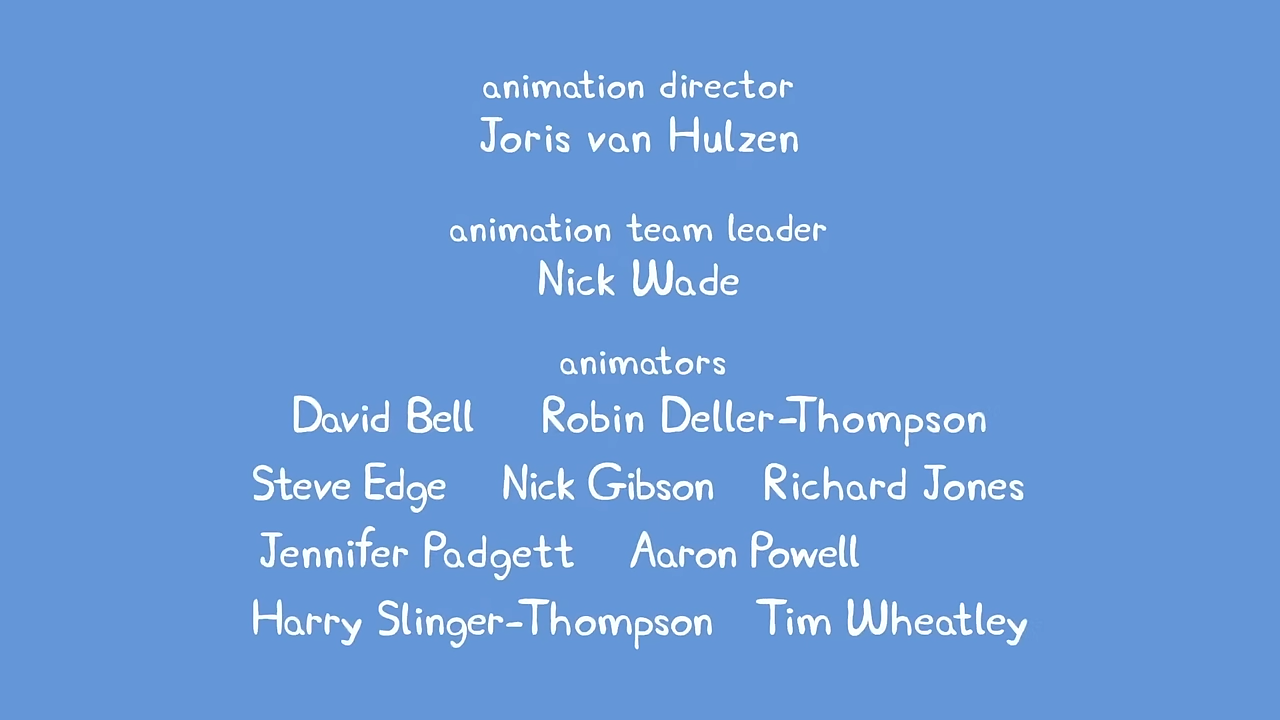 animation director
Joris van Hulzen
animation team leader
Nick Wade
animators
David Bell Robin Deller-Thompson
Steve Edge Nick Gibson Richard Jones
Jennifer Padgett Aaron Powell
Harry Slinger-Thompson Tim Wheatley